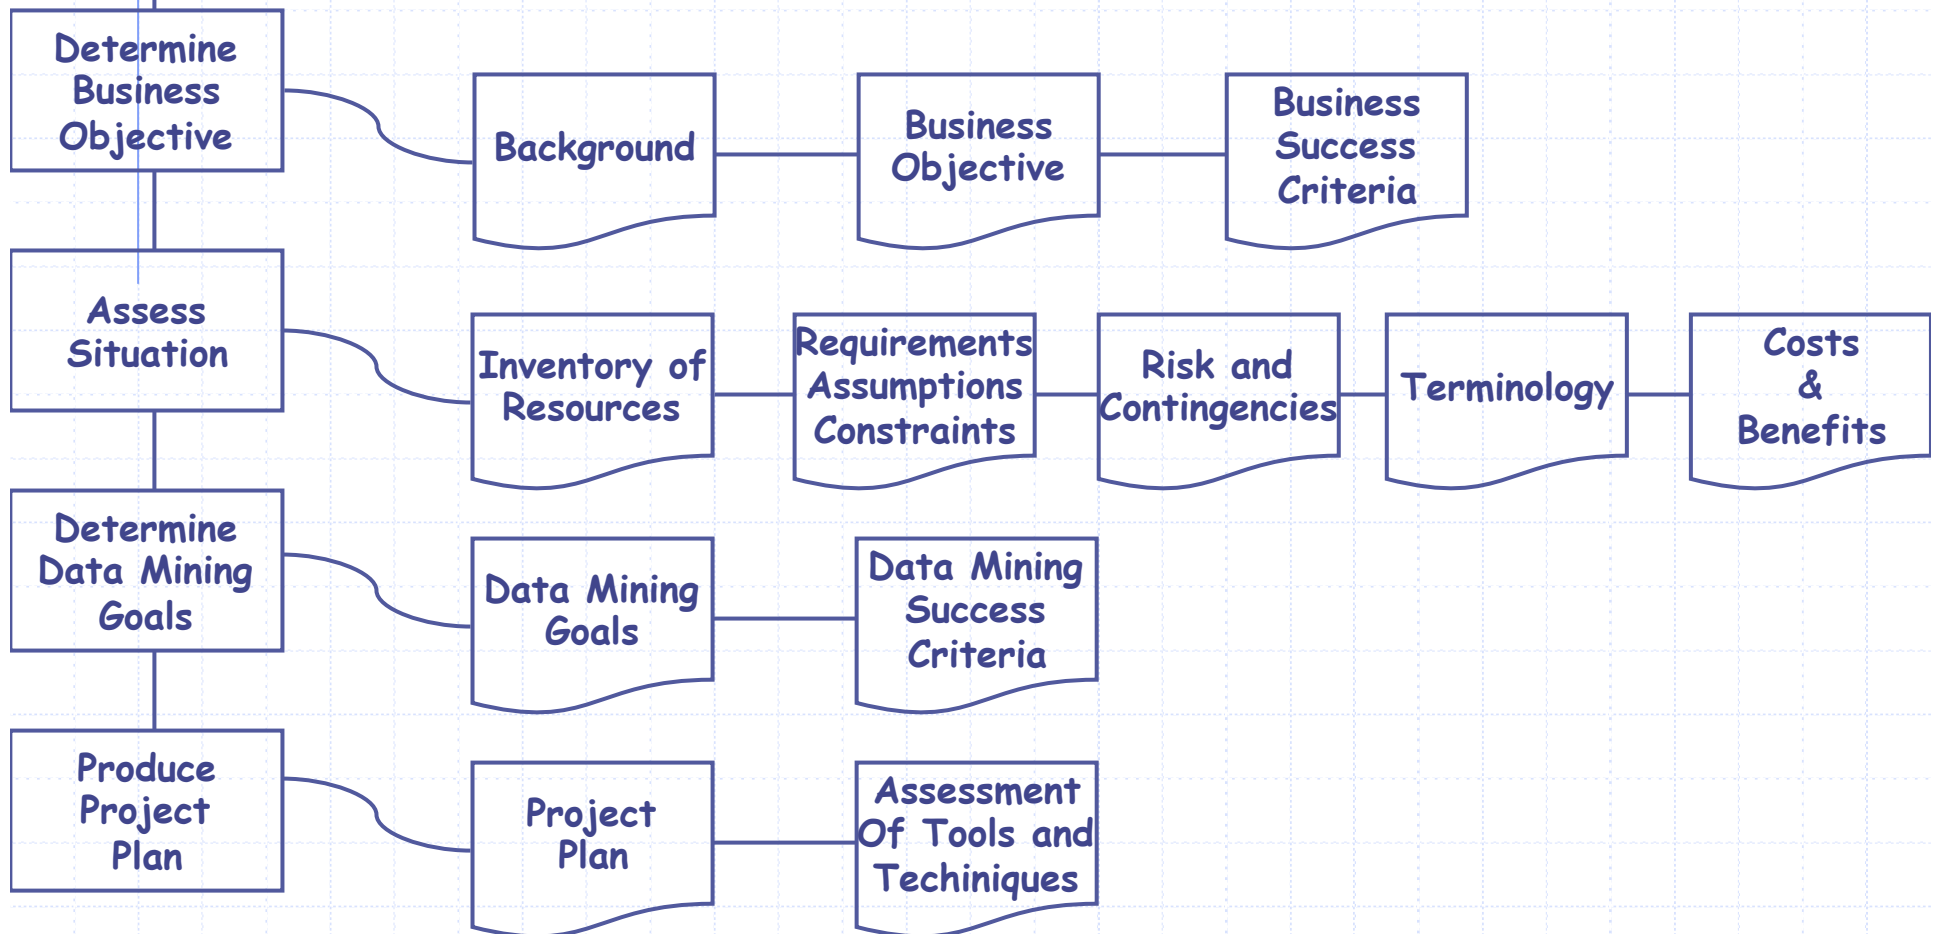 Determine
Business
Objective
Background
Business
Objective
Business
Success
Criteria
Assess
Situation
Inventory of
Resources
Requirements
Assumptions
Constraints
Risk and
Contingencies
Terminology
Costs
&
Benefits
Determine
Data Mining
Goals
Data Mining
Goals
Data Mining
Success
Criteria
Produce
Project
Plan
Project
Plan
Assessment
Of Tools and
Techiniques